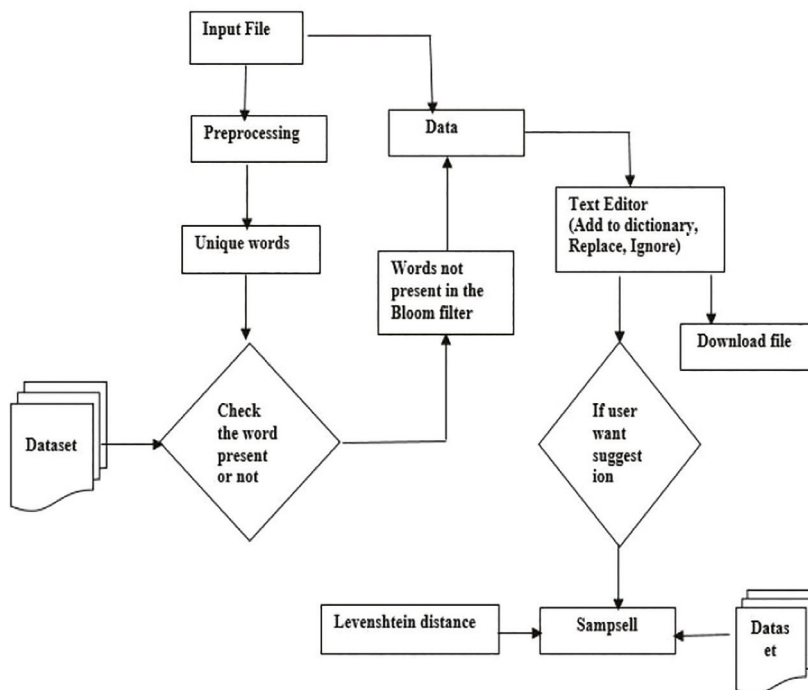 Input File
Preprocessing
Data
Unique words
Text Editor
(Add to dictionary,
Replace, Ignore)
Words not
present in the
Bloom filter
Download file
Check
the word
present
or not
Dataset
If user
want
suggest
ion
Levenshtein distance
Sampsell
Datas
et